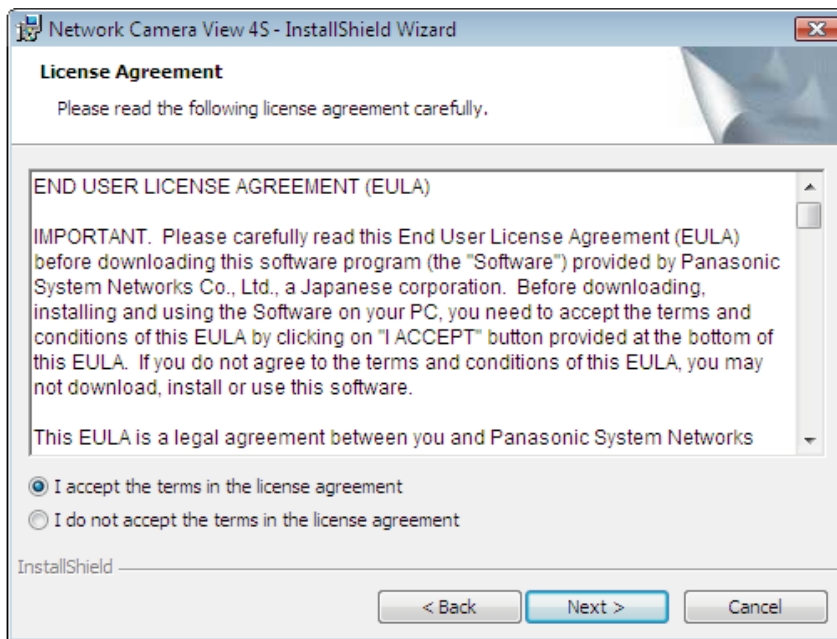 Network Camera View 4S - InstallShield Wizard
License Agreement
Please read the following license agreement carefully.
END USER LICENSE AGREEMENT (EULA)
IMPORTANT.  Please carefully read this End User License Agreement (EULA)
before downloading this software program (the "Software") provided by Panasonic
System Networks Co., Ltd., a Japanese corporation.  Before downloading,
installing and using the Software on your PC, you need to accept the terms and
conditions of this EULA by clicking on "I ACCEPT" button provided at the bottom of
this EULA.  If you do not agree to the terms and conditions of this EULA, you may
not download, install or use this software.
This EULA is a legal agreement between you and Panasonic System Networks
I accept the terms in the license agreement
I do not accept the terms in the license agreement
InstallShield
< Back Next > Cancel